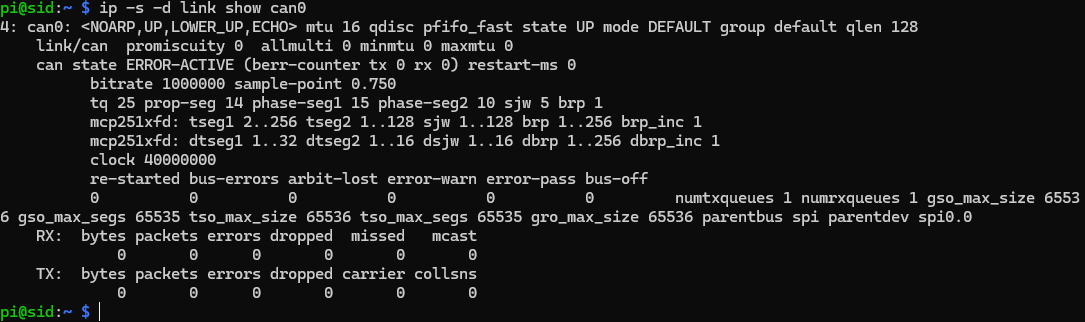 pi@sid:~ $ ip -s -d link show can0
4: can0: <NOARP,UP,LOWER_UP,ECHO> mtu 16 qdisc pfifo_fast state UP mode DEFAULT group default qlen 128
    link/can  promiscuity 0  allmulti 0 minmtu 0 maxmtu 0
    can state ERROR-ACTIVE (berr-counter tx 0 rx 0) restart-ms 0
          bitrate 1000000 sample-point 0.750
          tq 25 prop-seg 14 phase-seg1 15 phase-seg2 10 sjw 5 brp 1
          mcp251xfd: tseg1 2..256 tseg2 1..128 sjw 1..128 brp 1..256 brp_inc 1
          mcp251xfd: dtseg1 1..32 dtseg2 1..16 dsjw 1..16 dbrp 1..256 dbrp_inc 1
          clock 40000000
          re-started bus-errors arbit-lost error-warn error-pass bus-off
          0          0          0          0          0          0         numtxqueues 1 numrxqueues 1 gso_max_size 6553
6 gso_max_segs 65535 tso_max_size 65536 tso_max_segs 65535 gro_max_size 65536 parentbus spi parentdev spi0.0
    RX:  bytes packets errors dropped  missed   mcast
             0       0      0       0       0       0
    TX:  bytes packets errors dropped carrier collsns
             0       0      0       0       0       0
pi@sid:~ $